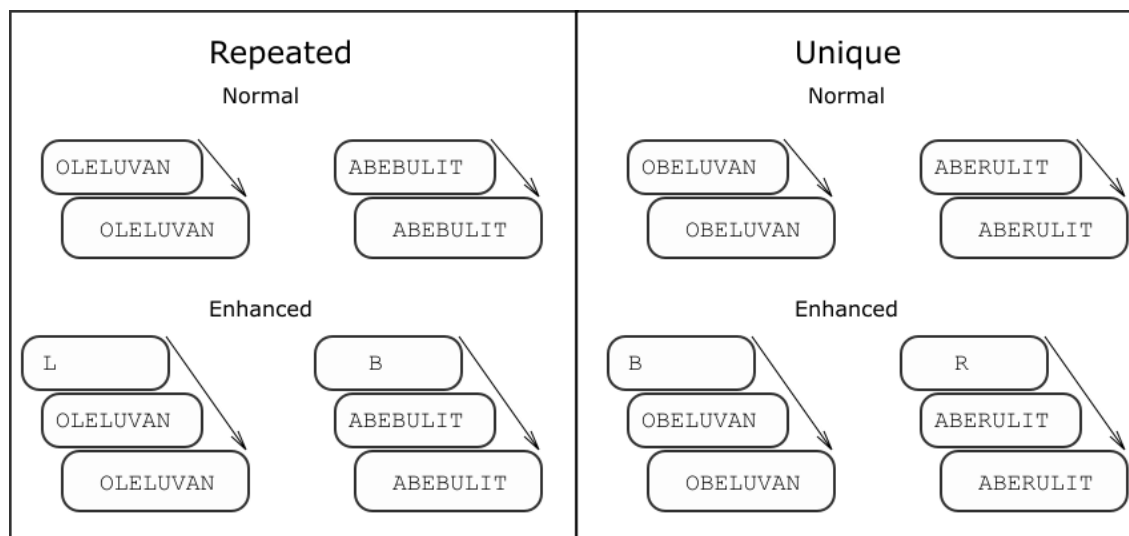 Repeated
Normal
OLELUVAN ABEBULIT
OLELUVAN ABEBULIT
Enhanced
L B
OLELUVAN ABEBULIT
OLELUVAN ABEBULIT
Unique
Normal
OBELUVAN ABERULIT
OBELUVAN ABERULIT
Enhanced
B R
OBELUVAN ABERULIT
OBELUVAN ABERULIT